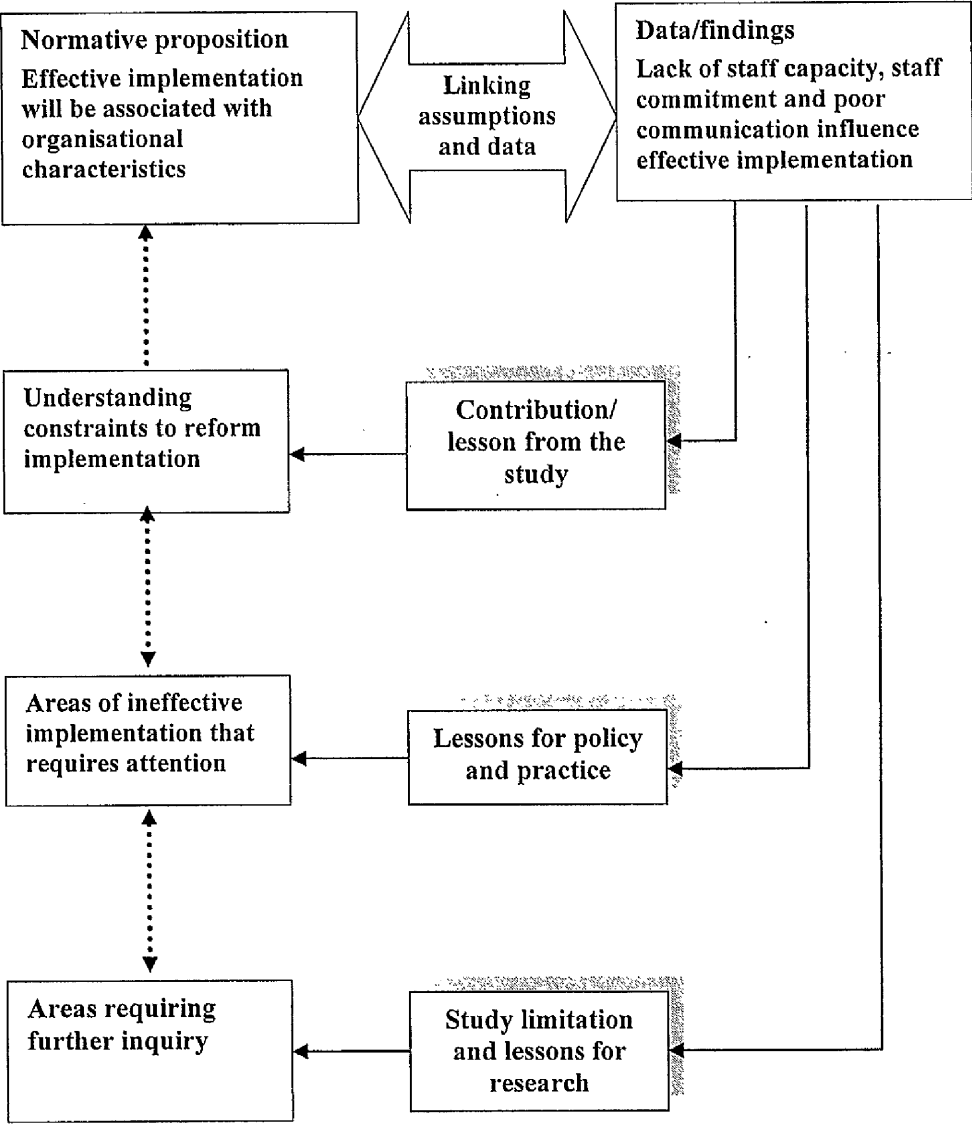 Normative proposition
Effective implementation
will be associated with
organisational
characteristics
Linking
assumptions
and data
Data/findings
Lack of staff capacity, staff
commitment and poor
communication influence
effective implementation
Understanding
constraints to reform
implementation
Contribution/
lesson from the
study
Areas of ineffective
implementation that
requires attention
Lessons for policy
and practice
Areas requiring
further inquiry
Study limitation
and lessons for
research